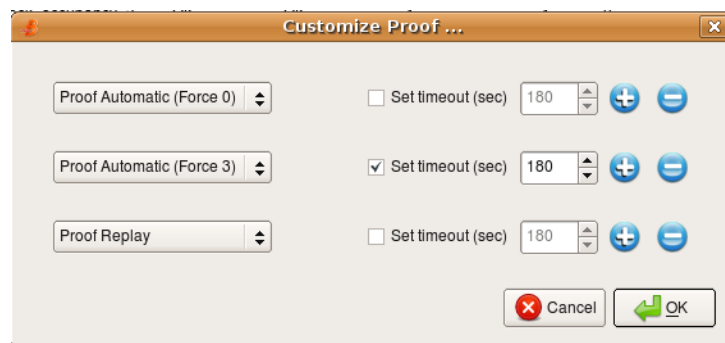 Customize Proof ...
Proof Automatic (Force 0) Set timeout (sec) 180
Proof Automatic (Force 3) Set timeout (sec) 180
Proof Replay Set timeout (sec) 180
Cancel OK